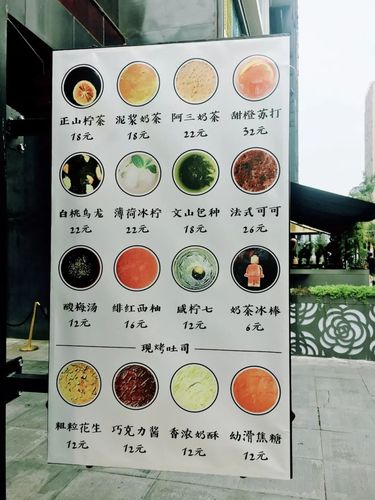 正山柠茶 泥浆奶茶 阿三奶茶 甜橙苏打
18元 18元 22元 32元
白桃乌龙 薄荷冰柠 文山包种 法式可可
22元 22元 18元 26元
酸梅汤 绯红西柚 咸柠七 奶茶冰棒
12元 16元 12元 6元
现烤吐司
粗粒花生 巧克力酱 香浓奶酥 幼滑焦糖
12元 12元 12元 12元